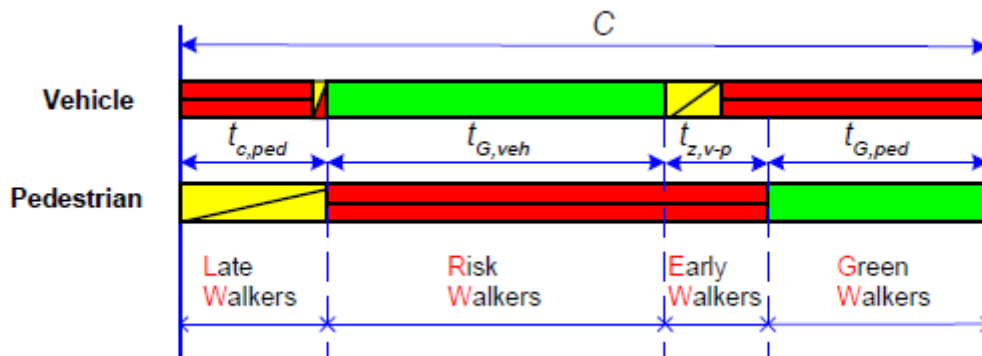 C
Vehicle
t_c,ped t_G,veh t_z,v-p t_G,ped
Pedestrian
Late Risk Early Green
Walkers Walkers Walkers Walkers